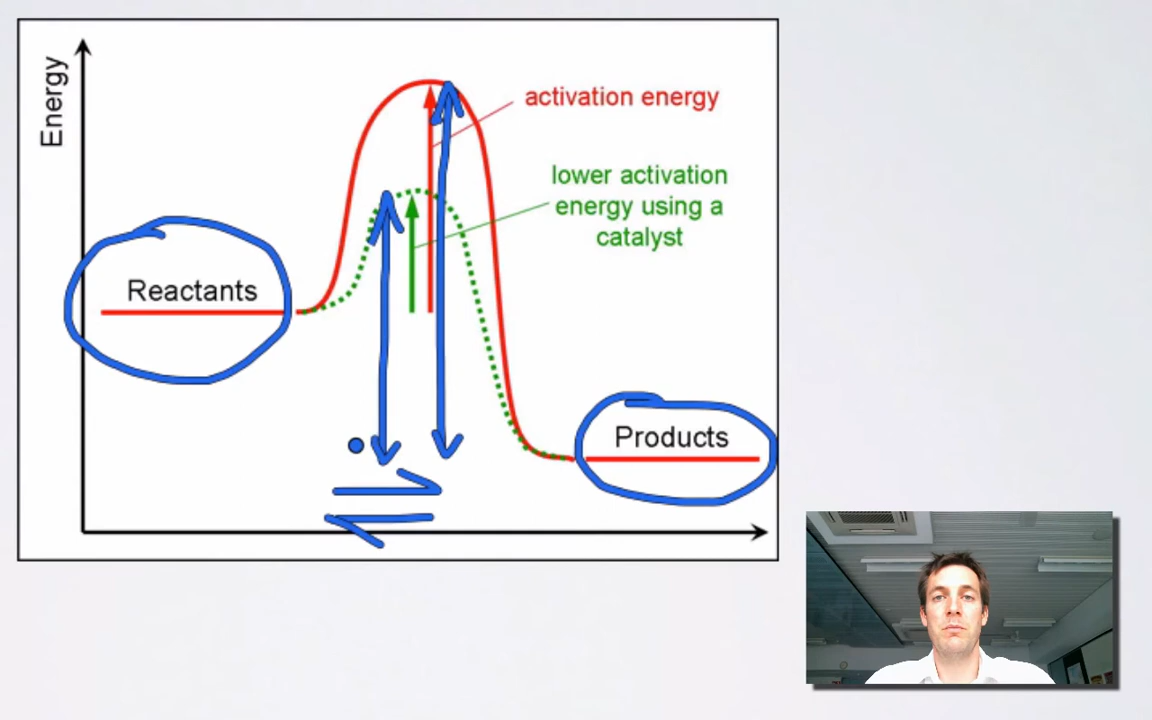 Energy
activation energy
lower activation
energy using a
catalyst
Reactants
Products